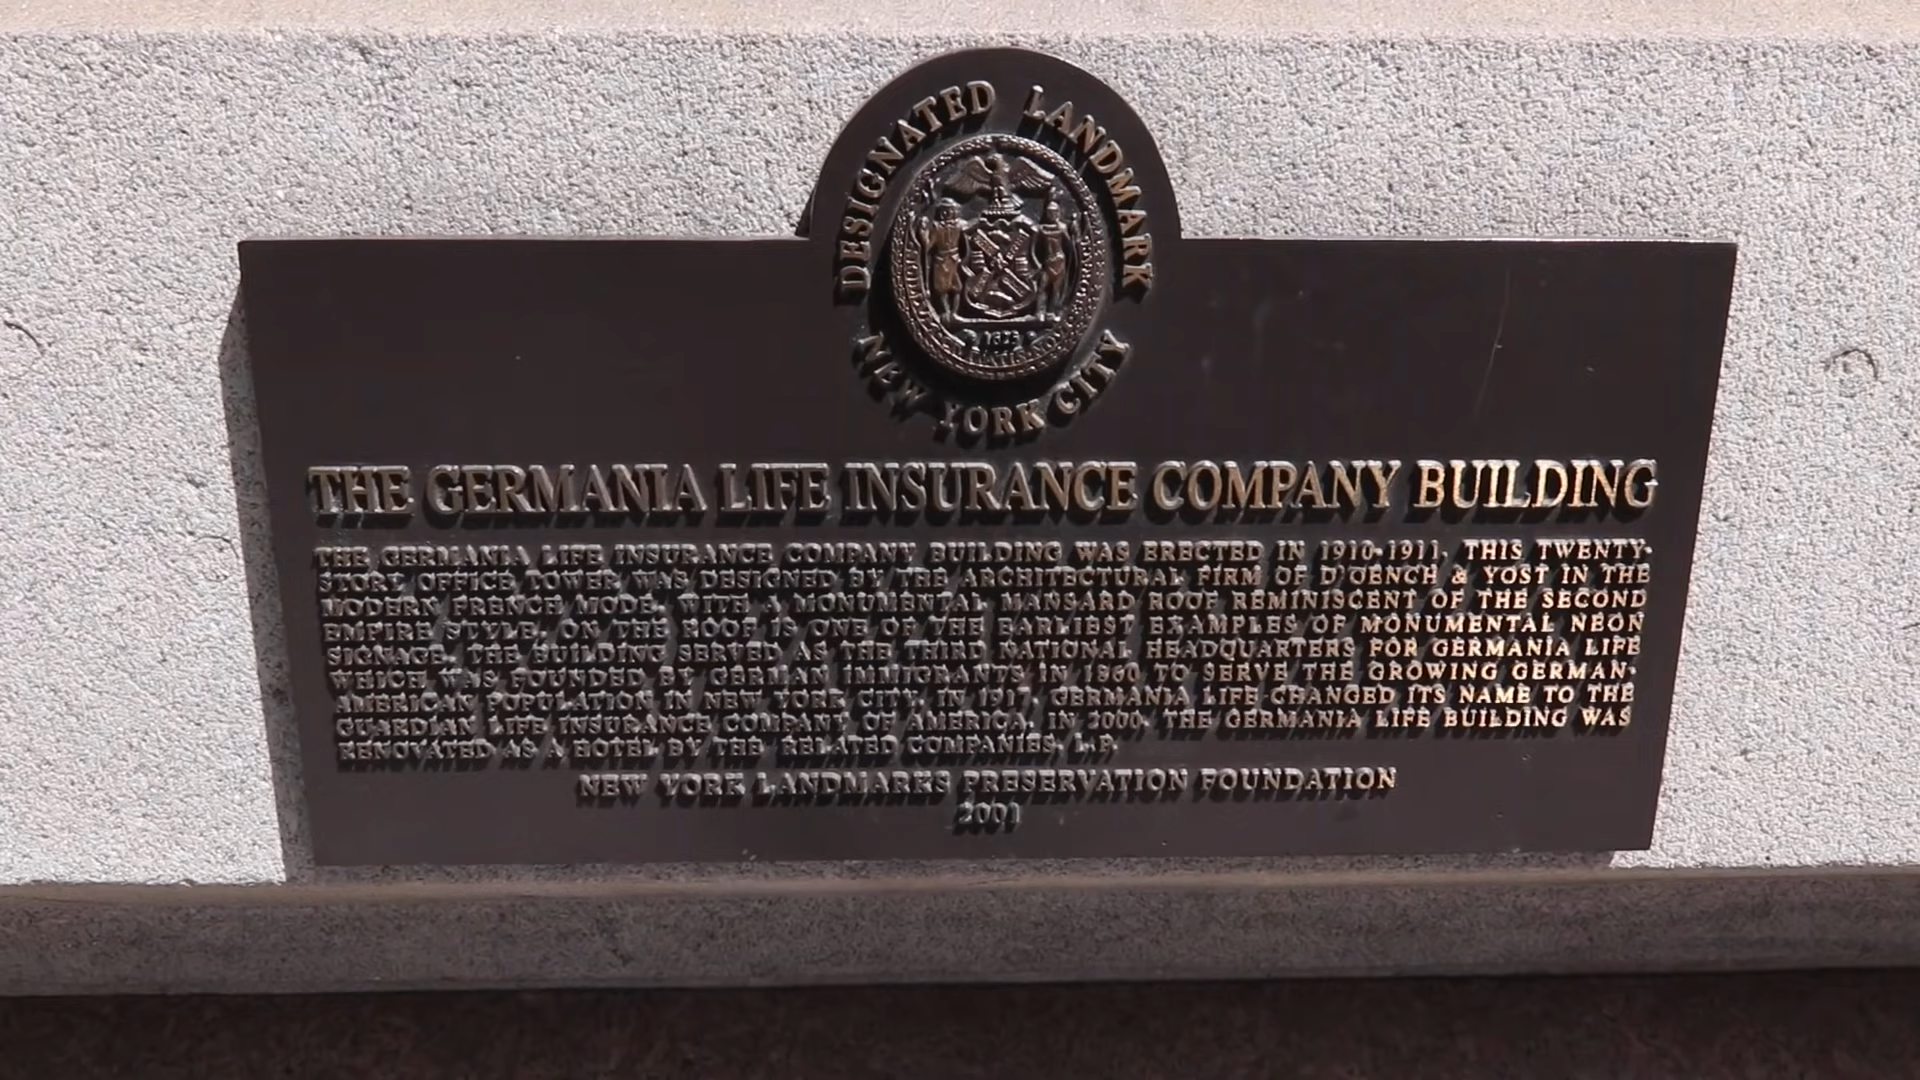 DESIGNATED LANDMARK
NEW YORK CITY
1625
THE GERMANIA LIFE INSURANCE COMPANY BUILDING
THE GERMANIA LIFE INSURANCE COMPANY BUILDING WAS ERECTED IN 1910-1911. THIS TWENTY-
STORY OFFICE TOWER WAS DESIGNED BY THE ARCHITECTURAL FIRM OF D'OENCH & YOST IN THE
MODERN FRENCH MODE, WITH A MONUMENTAL MANSARD ROOF REMINISCENT OF THE SECOND
EMPIRE STYLE. ON THE ROOF IS ONE OF THE EARLIEST EXAMPLES OF MONUMENTAL NEON
SIGNAGE. THE BUILDING SERVED AS THE THIRD NATIONAL HEADQUARTERS FOR GERMANIA LIFE
WHICH WAS FOUNDED BY GERMAN IMMIGRANTS IN 1860 TO SERVE THE GROWING GERMAN-
AMERICAN POPULATION IN NEW YORK CITY. IN 1917, GERMANIA LIFE CHANGED ITS NAME TO THE
GUARDIAN LIFE INSURANCE COMPANY OF AMERICA. IN 2000, THE GERMANIA LIFE BUILDING WAS
RENOVATED AS A HOTEL BY THE RELATED COMPANIES, L.P.
NEW YORK LANDMARKS PRESERVATION FOUNDATION
2001